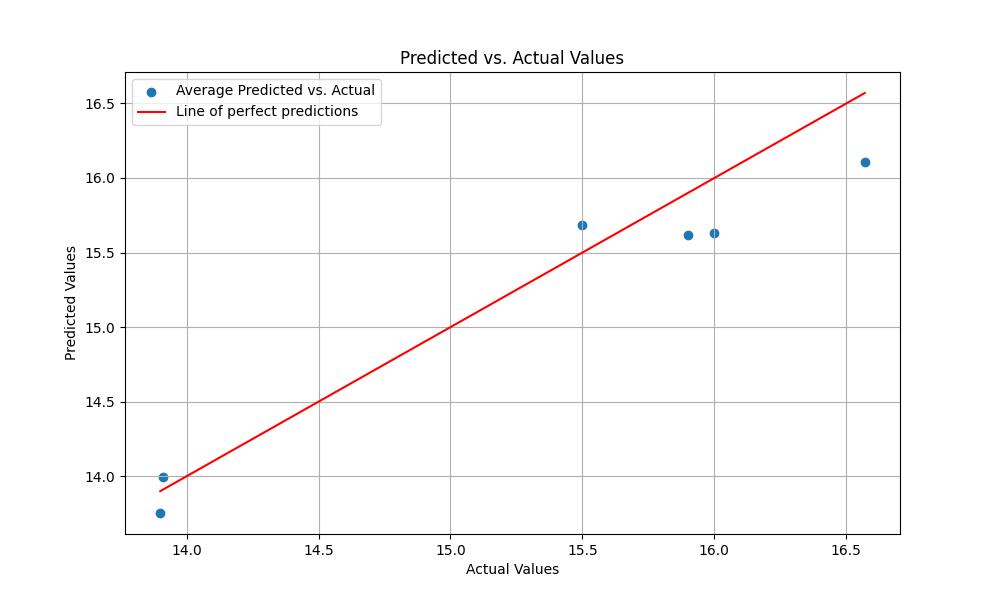 Predicted vs. Actual Values
Average Predicted vs. Actual
Line of perfect predictions
16.5
16.0
15.5
15.0
14.5
14.0
Predicted Values
14.0 14.5 15.0 15.5 16.0 16.5
Actual Values